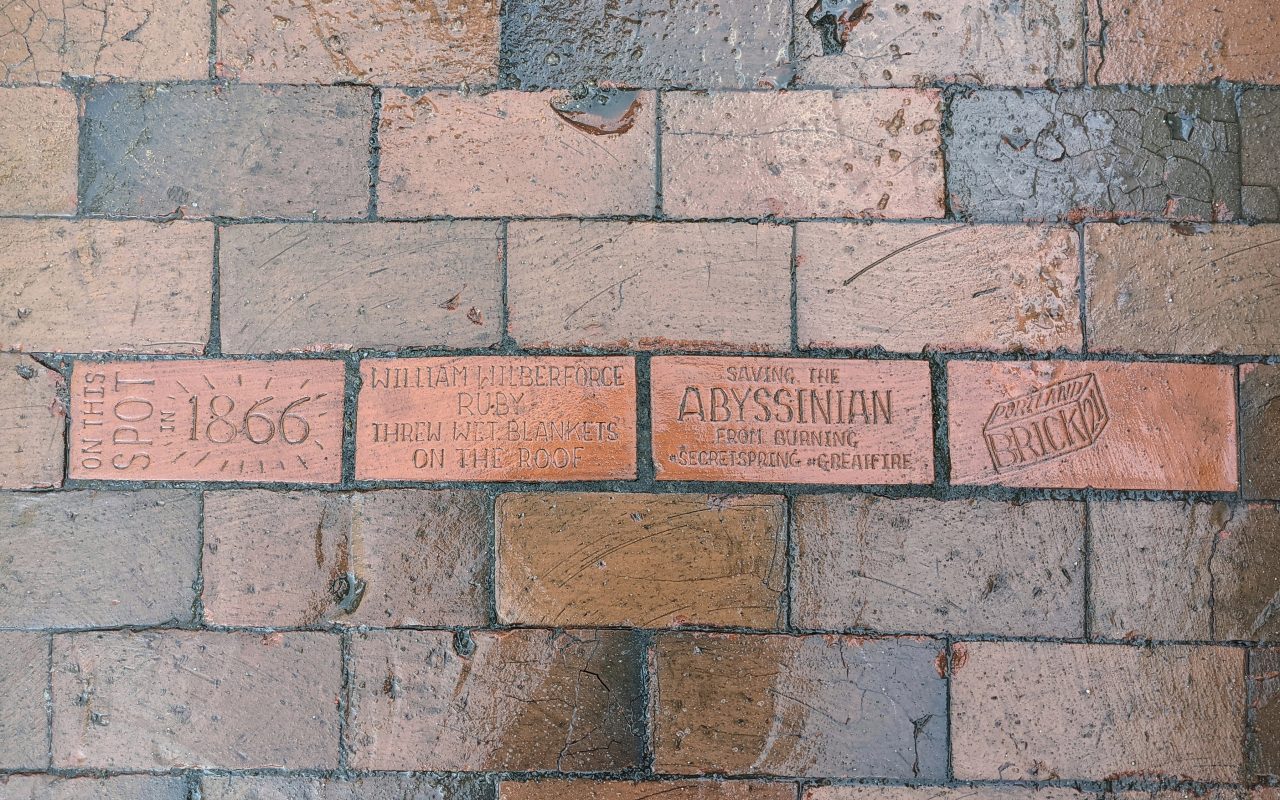 ON THIS
SPOT
IN
1866
WILLIAM WILBERFORCE
RUBY
THREW WET BLANKETS
ON THE ROOF
SAVING THE
ABYSSINIAN
FROM BURNING
#SECRETSPRING #GREATFIRE
PORTLAND
BRICK
21